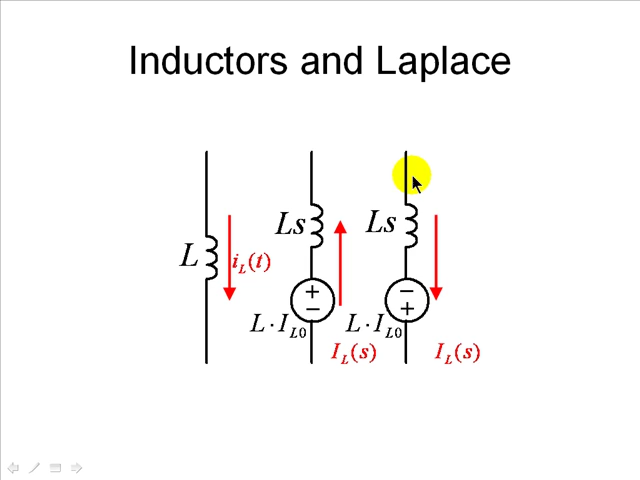 Inductors and Laplace
L
i_L(t)
Ls
+
−
L · I_L0
I_L(s)
Ls
−
+
L · I_L0
I_L(s)